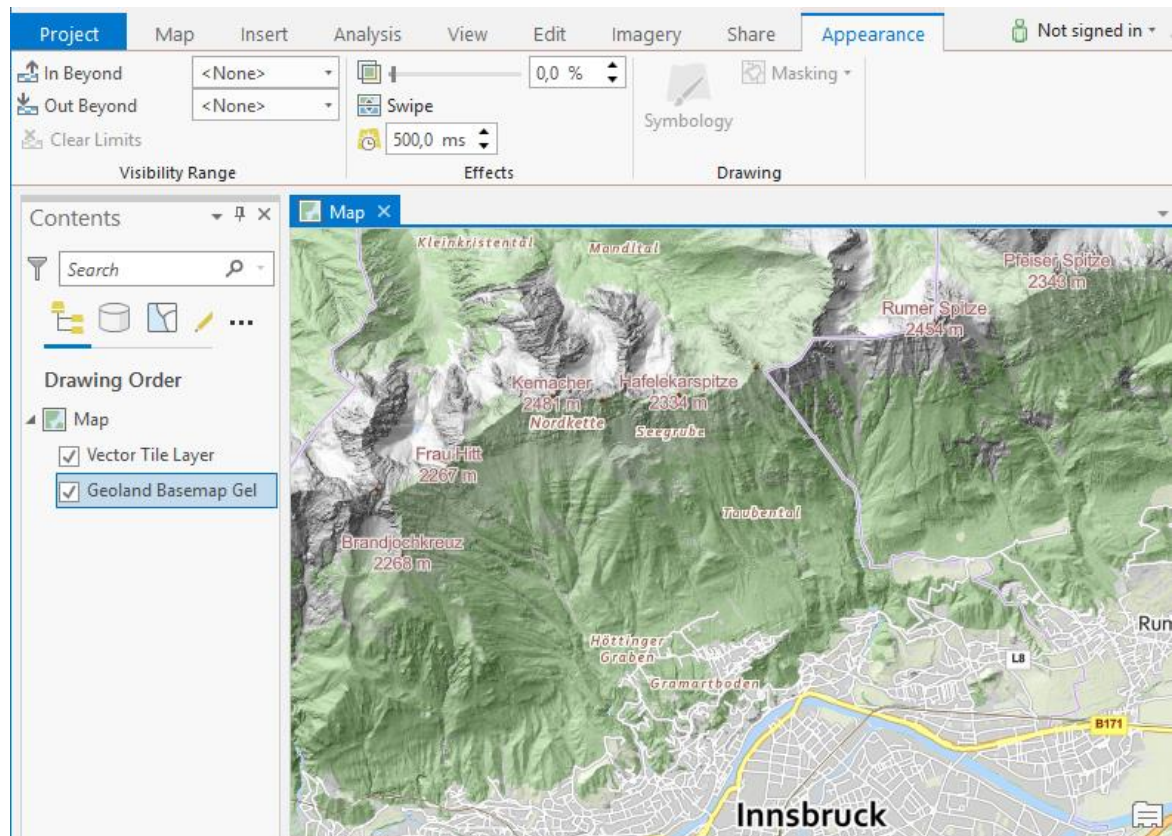 Project Map Insert Analysis View Edit Imagery Share Appearance Not signed in
In Beyond <None> 0,0 % Masking
Out Beyond <None> Swipe Symbology
Clear Limits 500,0 ms
Visibility Range Effects Drawing
Contents
Search
...
Drawing Order
Map
Vector Tile Layer
Geoland Basemap Gel
Map
Kleinkristental
Mandltal
Pfeiser Spitze
2348 m
Rumer Spitze
2454 m
Kemacher
2481 m
Hafelekarspitze
2334 m
Nordkette
Seegrube
Frau Hitt
2267 m
Taubental
Brandjochkreuz
2268 m
Rum
Höttinger
Graben
L8
Gramartboden
B171
Innsbruck